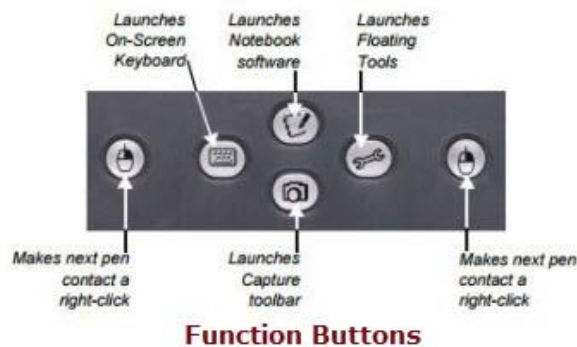 Launches
On-Screen
Keyboard
Launches
Notebook
software
Launches
Floating
Tools
Makes next pen
contact a
right-click
Launches
Capture
toolbar
Makes next pen
contact a
right-click
Function Buttons